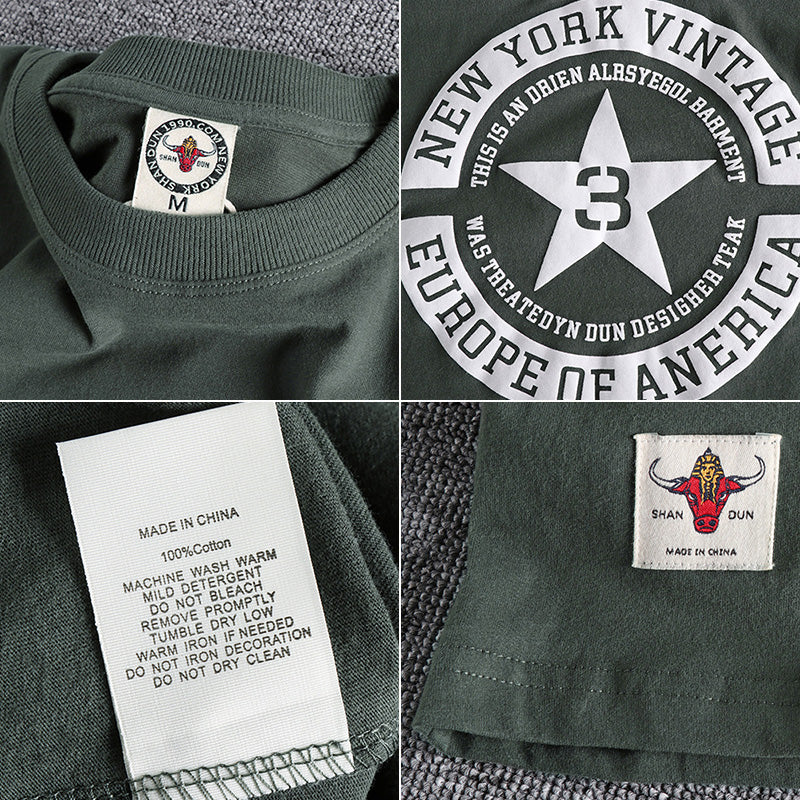 SHAN DUN 1990.COM NEW YORK
SHAN DUN
M
NEW YORK VINTAGE
THIS IS AN DRIEN ALRSYEGOL BARMENT
3
WAS TREATEDYN DUN DESIGHER TEAK
EUROPE OF ANERICA
MADE IN CHINA
100%Cotton
MACHINE WASH WARM
MILD DETERGENT
DO NOT BLEACH
REMOVE PROMPTLY
TUMBLE DRY LOW
WARM IRON IF NEEDED
DO NOT IRON DECORATION
DO NOT DRY CLEAN
SHAN DUN
MADE IN CHINA